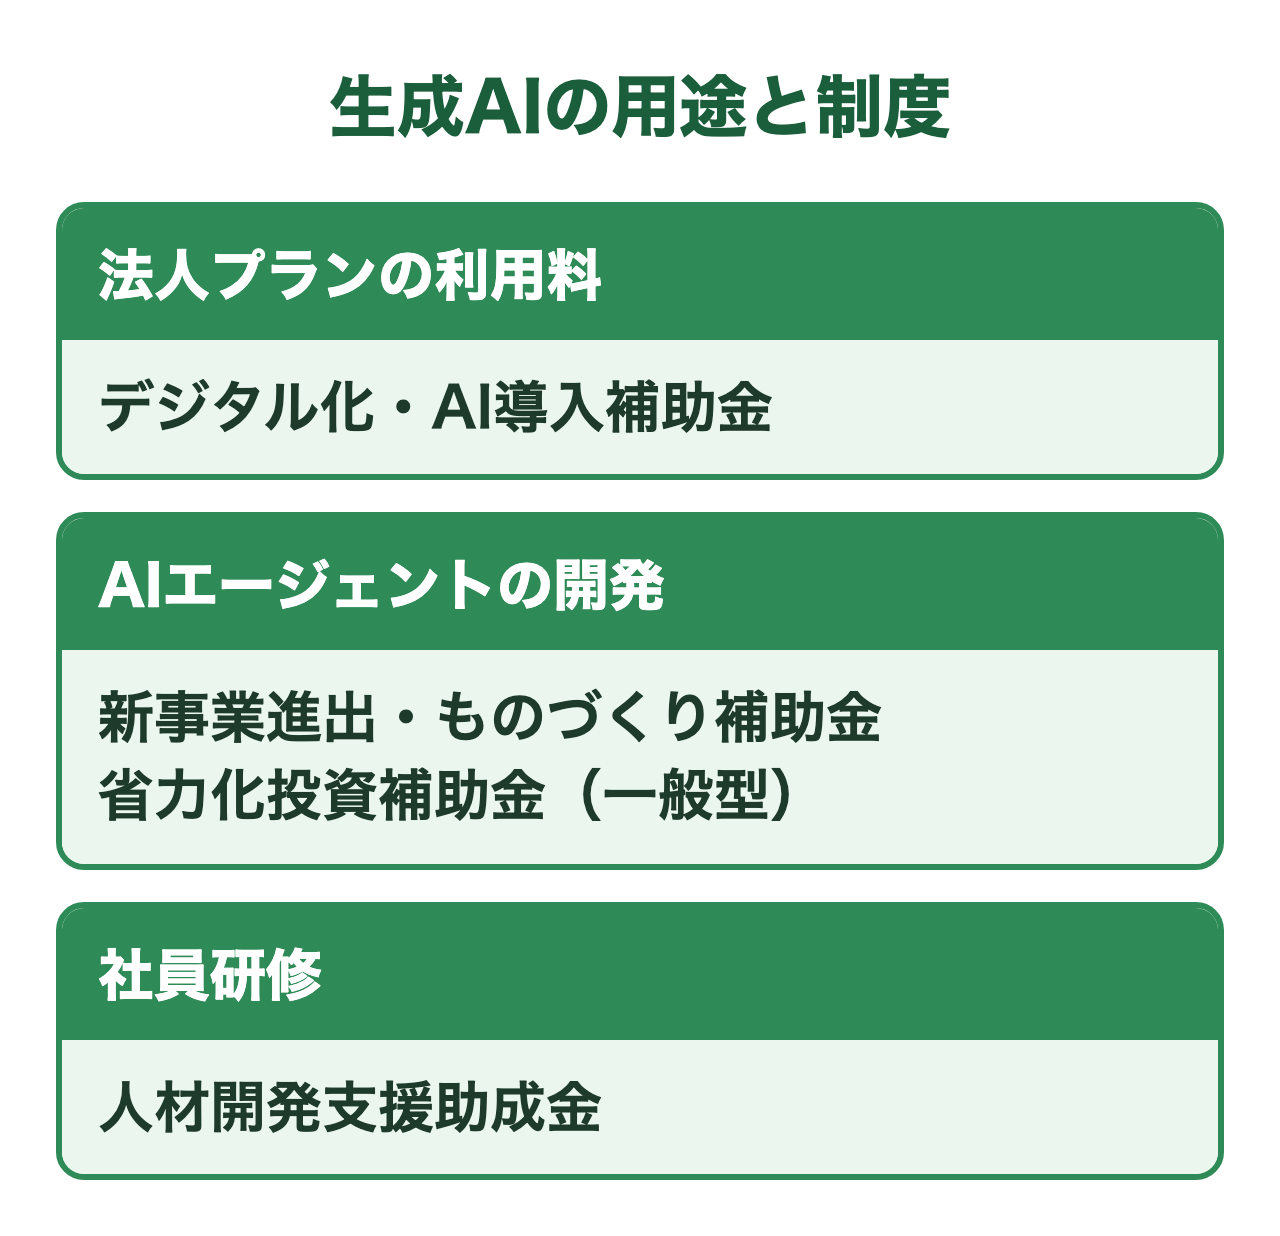 生成AIの用途と制度
法人プランの利用料
デジタル化・AI導入補助金
AIエージェントの開発
新事業進出・ものづくり補助金
省力化投資補助金（一般型）
社員研修
人材開発支援助成金